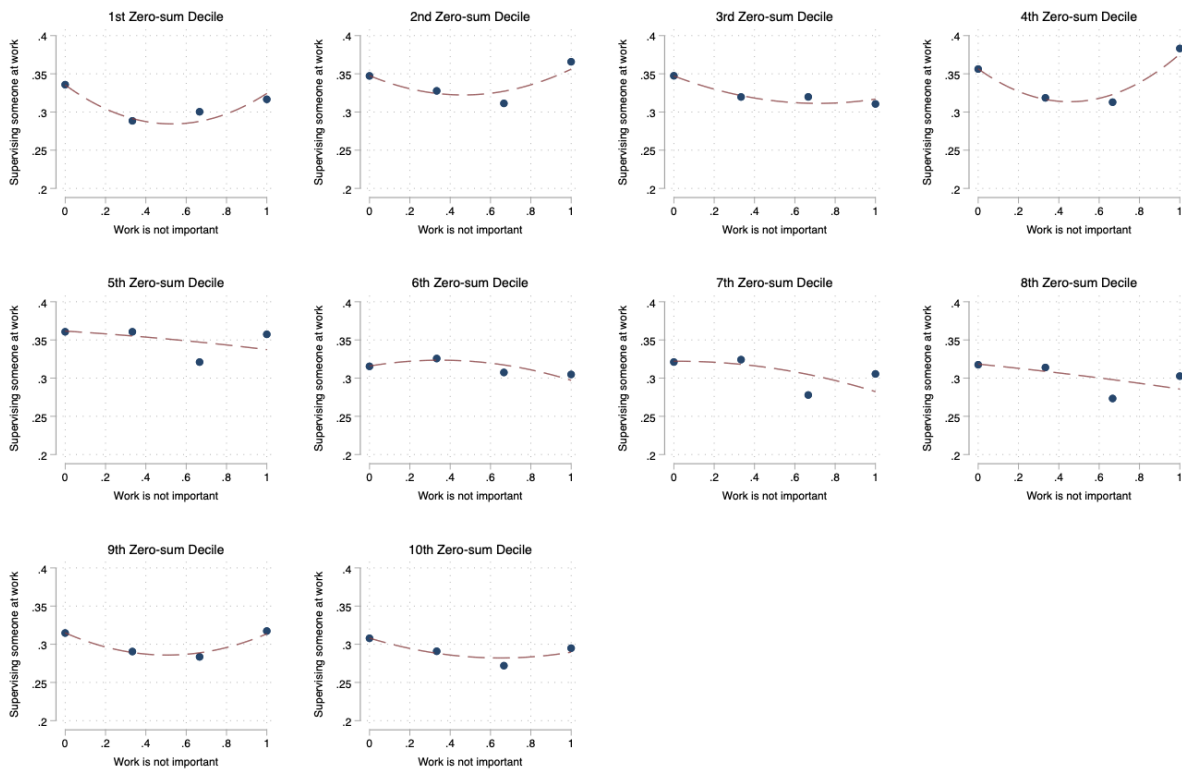 1st Zero-sum Decile
Supervising someone at work
.4
.35
.3
.25
.2
0 .2 .4 .6 .8 1
Work is not important
2nd Zero-sum Decile
Supervising someone at work
.4
.35
.3
.25
.2
0 .2 .4 .6 .8 1
Work is not important
3rd Zero-sum Decile
Supervising someone at work
.4
.35
.3
.25
.2
0 .2 .4 .6 .8 1
Work is not important
4th Zero-sum Decile
Supervising someone at work
.4
.35
.3
.25
.2
0 .2 .4 .6 .8 1
Work is not important
5th Zero-sum Decile
Supervising someone at work
.4
.35
.3
.25
.2
0 .2 .4 .6 .8 1
Work is not important
6th Zero-sum Decile
Supervising someone at work
.4
.35
.3
.25
.2
0 .2 .4 .6 .8 1
Work is not important
7th Zero-sum Decile
Supervising someone at work
.4
.35
.3
.25
.2
0 .2 .4 .6 .8 1
Work is not important
8th Zero-sum Decile
Supervising someone at work
.4
.35
.3
.25
.2
0 .2 .4 .6 .8 1
Work is not important
9th Zero-sum Decile
Supervising someone at work
.4
.35
.3
.25
.2
0 .2 .4 .6 .8 1
Work is not important
10th Zero-sum Decile
Supervising someone at work
.4
.35
.3
.25
.2
0 .2 .4 .6 .8 1
Work is not important